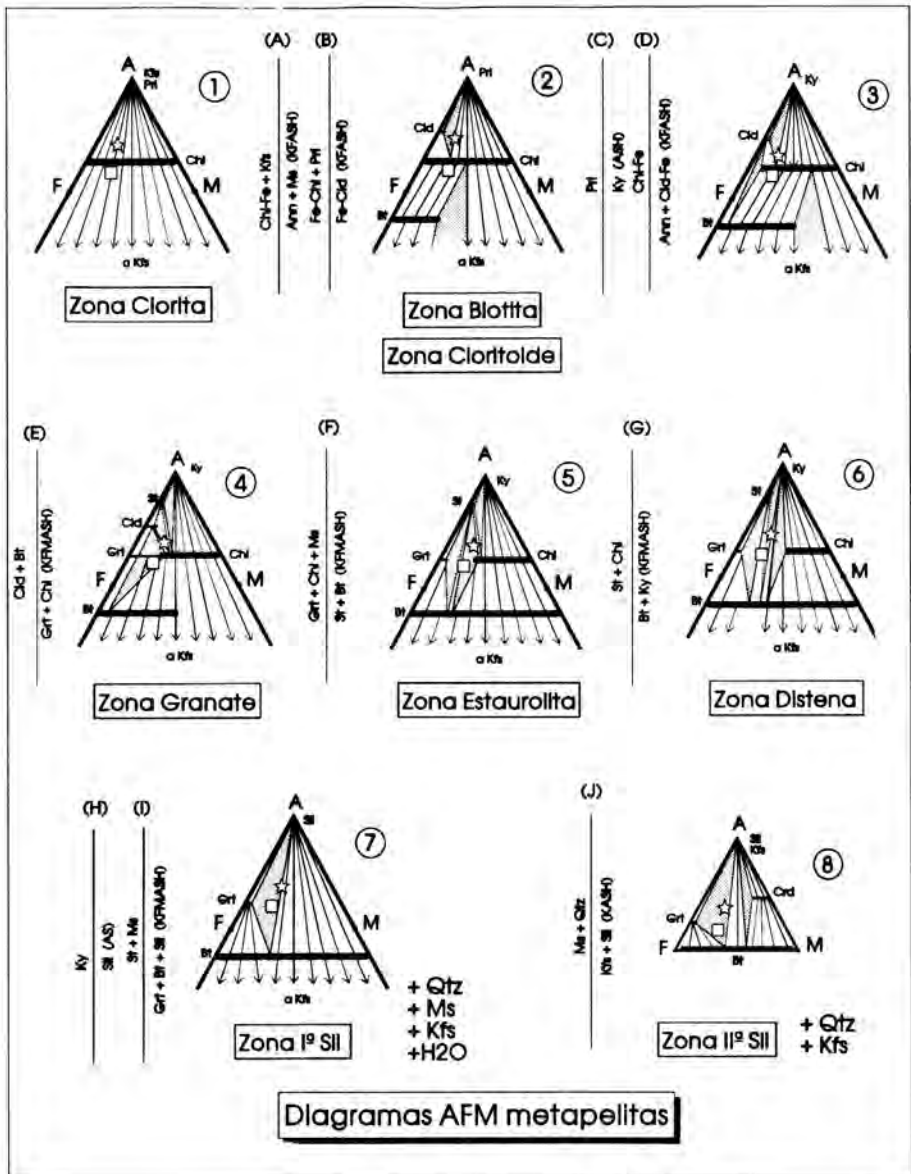 (A)
(B)
(C)
(D)
A
Kfs
Prl
1
Chl
F
M
a Kfs
Zona Clorita
Chl-Fe + Kfs
Ann + Ms (KFASH)
Fe-Chl + Prl
Fe-Cld (KFASH)
A
Prl
2
Cld
Chl
F
M
Bt
a Kfs
Zona Biotita
Zona Cloritoide
Prl
Ky (ASH)
Chl-Fe
Ann + Cld-Fe (KFASH)
A
Ky
3
Cld
Chl
F
M
Bt
a Kfs
(E)
(F)
(G)
Cld + Bt
Grt + Chl (KFMASH)
A
Ky
4
St
Cld
Grt
Chl
F
M
Bt
a Kfs
Zona Granate
Grt + Chl + Ms
St + Bt (KFMASH)
A
Ky
5
St
Grt
Chl
F
M
Bt
a Kfs
Zona Estaurolita
St + Chl
Bt + Ky (KFMASH)
A
Ky
6
St
Grt
Chl
F
M
Bt
a Kfs
Zona Distena
(H)
(I)
(J)
Ky
Sil (AS)
St + Ms
Grt + Bt + Sil (KFMASH)
A
Sil
7
Grt
F
M
Bt
a Kfs
Zona Iº Sil
+ Qtz
+ Ms
+ Kfs
+H2O
Ms + Qtz
Kfs + Sil (KASH)
A
Sil
Kfs
8
Crd
Grt
F
M
Bt
Zona IIº Sil
+ Qtz
+ Kfs
Diagramas AFM metapelitas